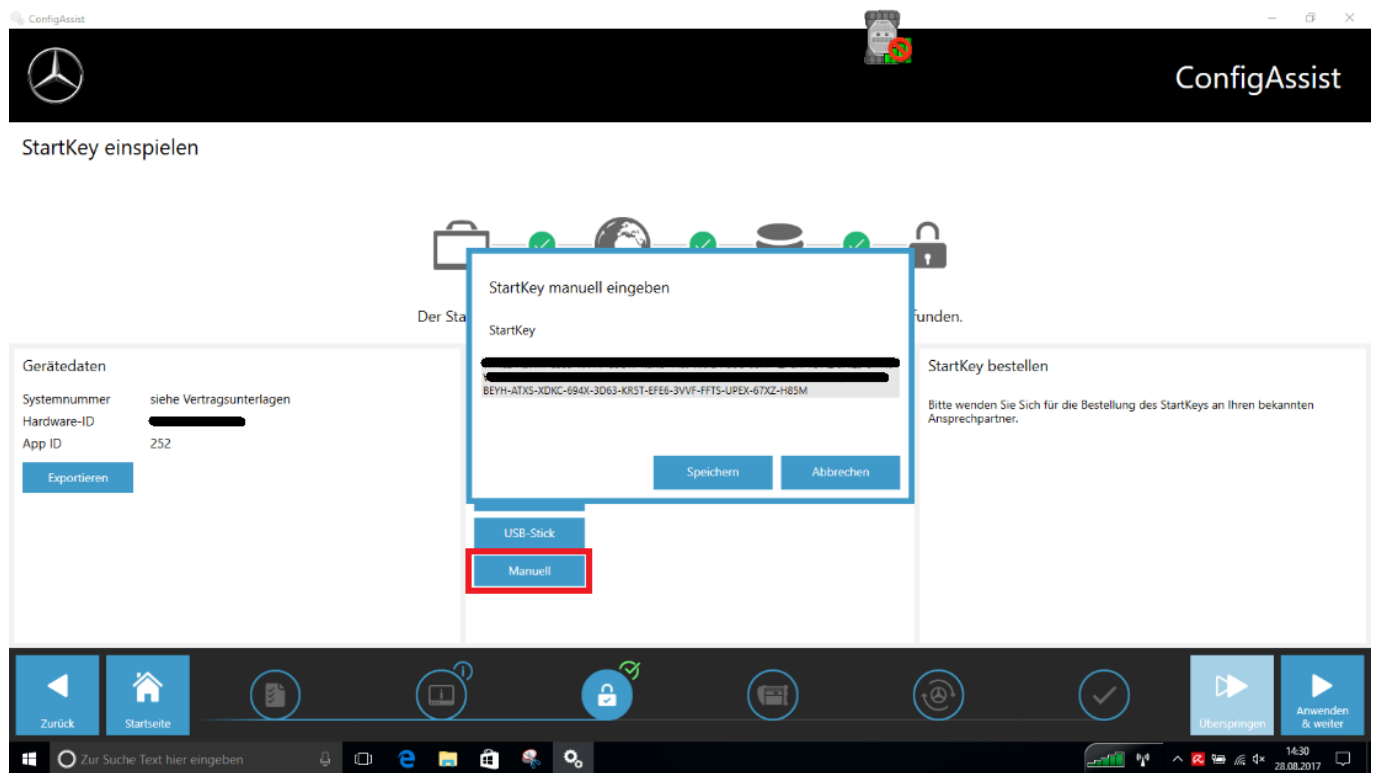 ConfigAssist
ConfigAssist
StartKey einspielen
StartKey manuell eingeben
Der Sta
funden.
StartKey
BEYH-ATXS-XDKC-694X-3D63-KR5T-EFE6-3VVF-FFTS-UPEX-67XZ-H85M
Speichern
Abbrechen
Gerätedaten
Systemnummer siehe Vertragsunterlagen
Hardware-ID
App ID 252
Exportieren
USB-Stick
Manuell
StartKey bestellen
Bitte wenden Sie Sich für die Bestellung des StartKeys an Ihren bekannten
Ansprechpartner.
Zurück
Startseite
Überspringen
Anwenden
& weiter
Zur Suche Text hier eingeben
14:30
28.08.2017